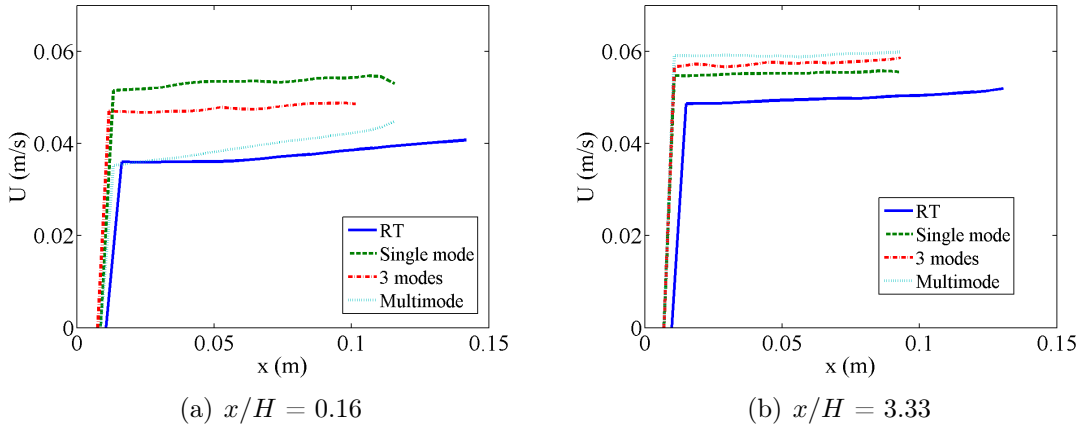 0.06
0.04
0.02
0
U (m/s)
RT
Single mode
3 modes
Multimode
0 0.05 0.1 0.15
x (m)
(a) x/H = 0.16
0.06
0.04
0.02
0
U (m/s)
RT
Single mode
3 modes
Multimode
0 0.05 0.1 0.15
x (m)
(b) x/H = 3.33